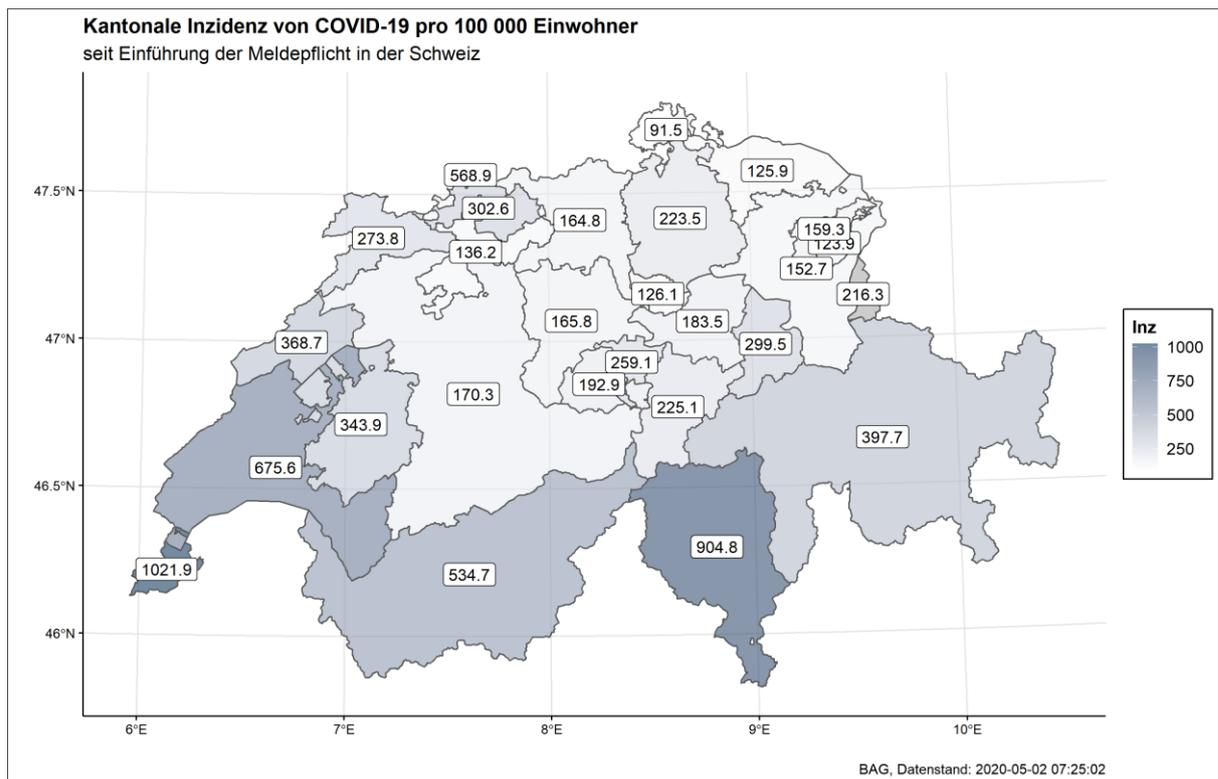 Kantonale Inzidenz von COVID-19 pro 100 000 Einwohner
seit Einführung der Meldepflicht in der Schweiz
91.5
125.9
568.9
302.6
164.8
223.5
159.3
123.9
273.8
136.2
152.7
126.1
216.3
165.8
183.5
368.7
299.5
259.1
192.9
170.3
225.1
343.9
397.7
675.6
904.8
1021.9
534.7
47.5°N
47°N
46.5°N
46°N
6°E
7°E
8°E
9°E
10°E
Inz
1000
750
500
250
BAG, Datenstand: 2020-05-02 07:25:02